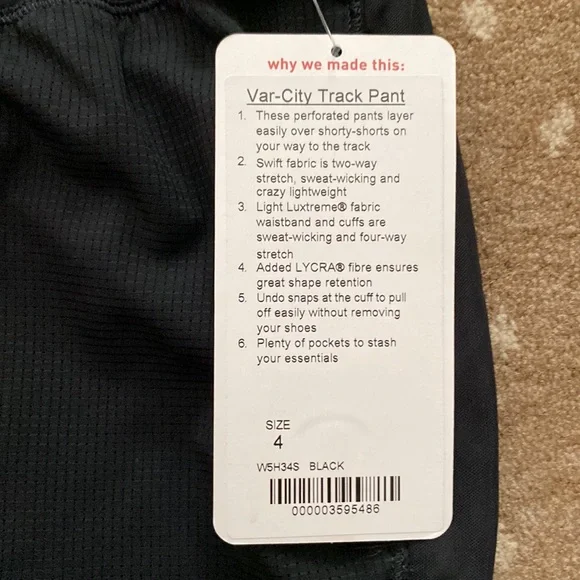 why we made this:
Var-City Track Pant
1. These perforated pants layer
easily over shorty-shorts on
your way to the track
2. Swift fabric is two-way
stretch, sweat-wicking and
crazy lightweight
3. Light Luxtreme® fabric
waistband and cuffs are
sweat-wicking and four-way
stretch
4. Added LYCRA® fibre ensures
great shape retention
5. Undo snaps at the cuff to pull
off easily without removing
your shoes
6. Plenty of pockets to stash
your essentials
SIZE
4
W5H34S BLACK
000003595486